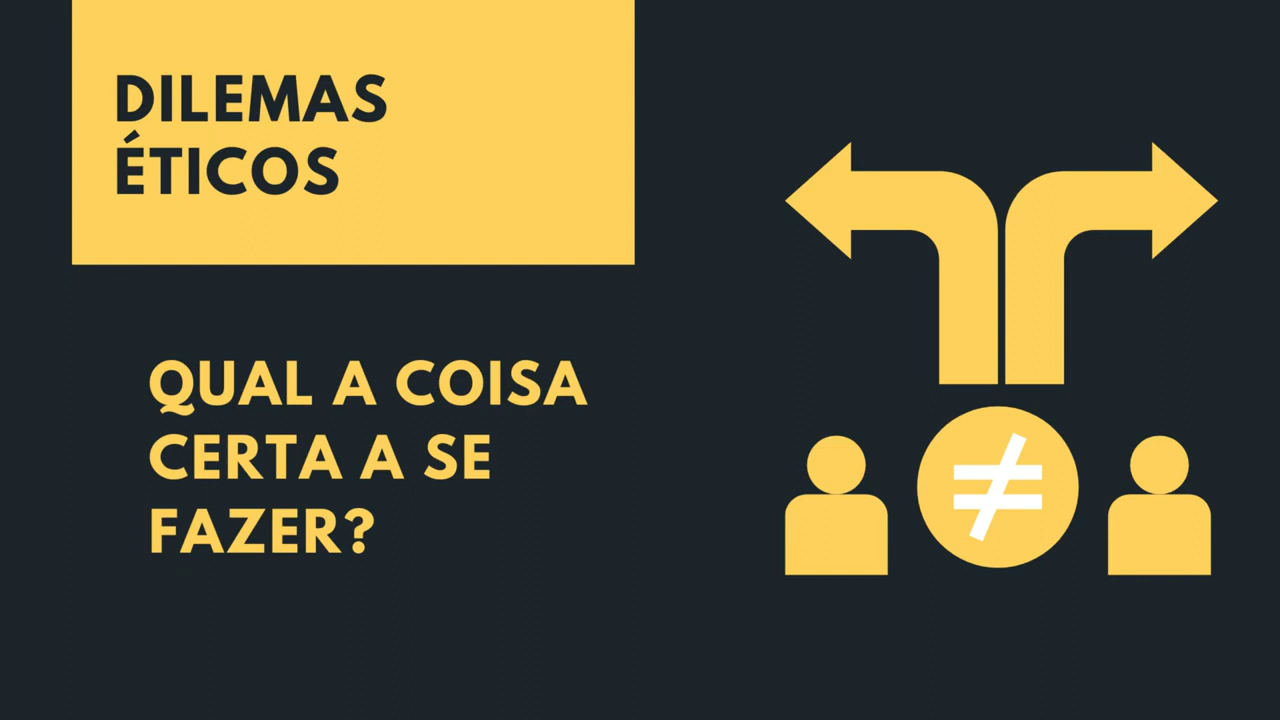 DILEMAS
ÉTICOS
QUAL A COISA
CERTA A SE
FAZER?
≠